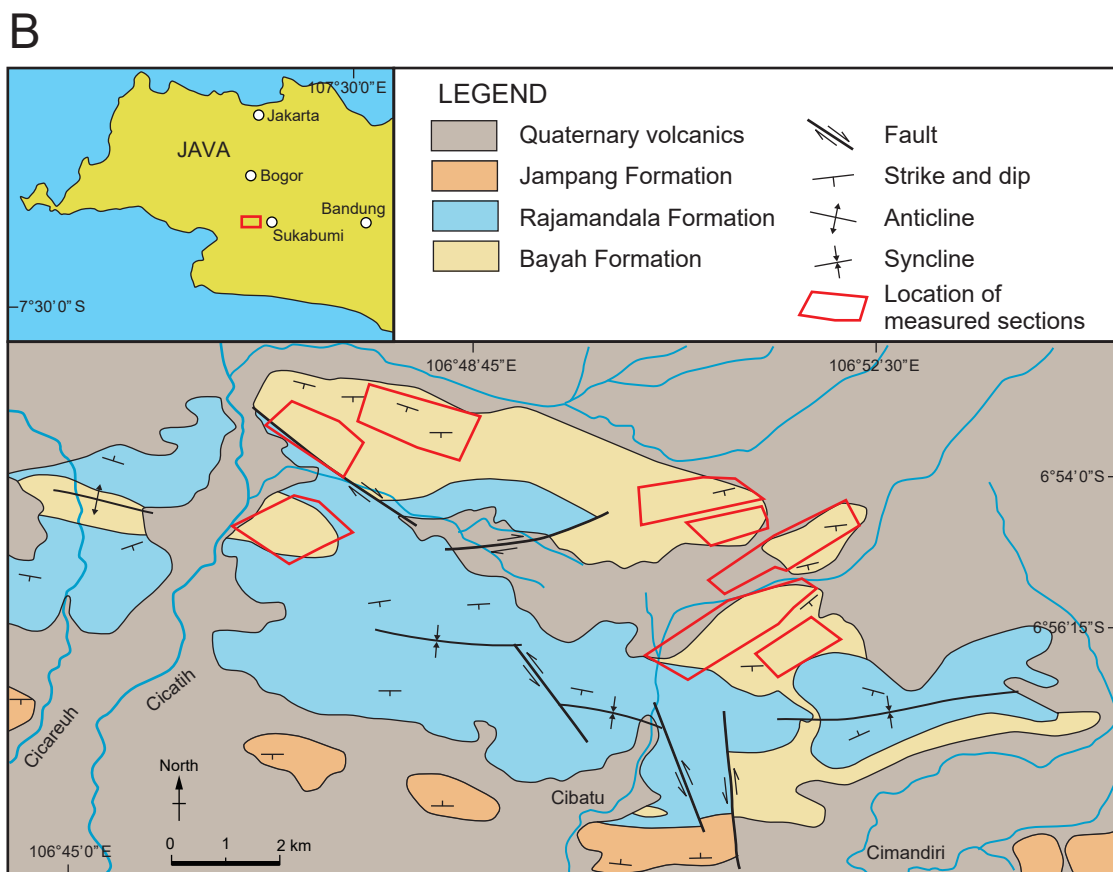 B
107°30'0"E
Jakarta
JAVA
Bogor
Bandung
Sukabumi
7°30'0"S
LEGEND
Quaternary volcanics
Jampang Formation
Rajamandala Formation
Bayah Formation
Fault
Strike and dip
Anticline
Syncline
Location of
measured sections
106°48'45"E
106°52'30"E
6°54'0"S
6°56'15"S
Cicatih
Cicareuh
North
0 1 2 km
Cibatu
Cimandiri
106°45'0"E